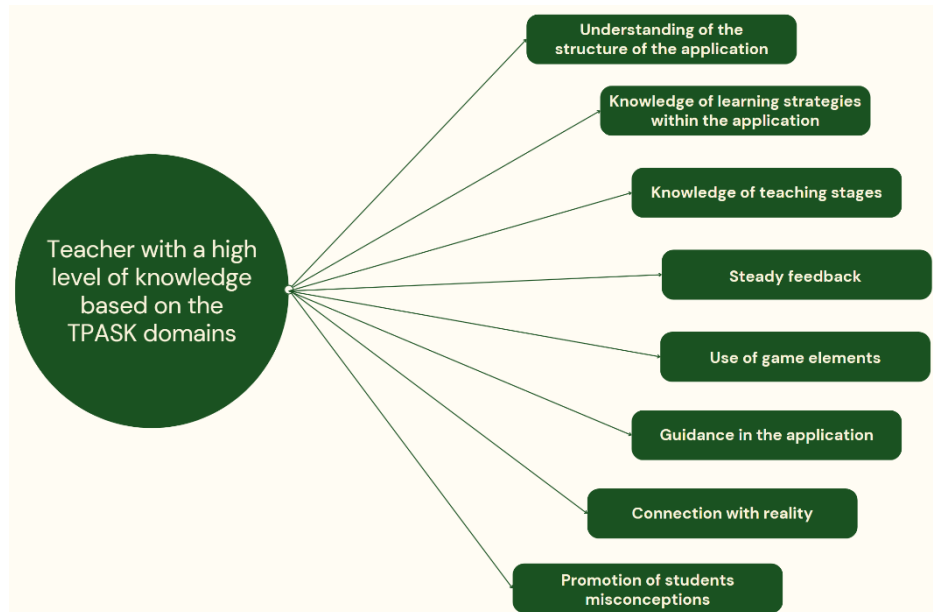 Teacher with a high
level of knowledge
based on the
TPASK domains
Understanding of the
structure of the application
Knowledge of learning strategies
within the application
Knowledge of teaching stages
Steady feedback
Use of game elements
Guidance in the application
Connection with reality
Promotion of students
misconceptions